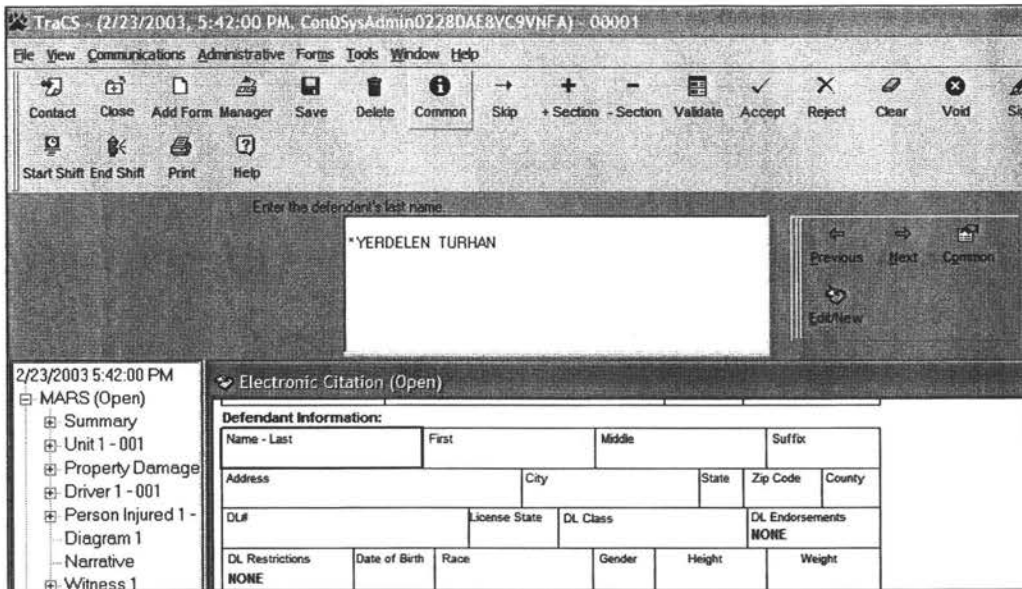 TraCS - (2/23/2003, 5:42:00 PM, Con0SysAdmin0228DAE8VC9VNFA) - 00001
File View Communications Administrative Forms Tools Window Help
Contact Close Add Form Manager Save Delete Common Skip + Section - Section Validate Accept Reject Clear Void
Start Shift End Shift Print Help
Enter the defendant's last name.
*YERDELEN TURHAN
Previous Next Common
Edit/New
2/23/2003 5:42:00 PM
MARS (Open)
Summary
Unit 1 - 001
Property Damage
Driver 1 - 001
Person Injured 1 -
Diagram 1
Narrative
Witness 1
Electronic Citation (Open)
Defendant Information:
Name - Last First Middle Suffix
Address City State Zip Code County
DL# License State DL Class DL Endorsements
NONE
DL Restrictions Date of Birth Race Gender Height Weight
NONE